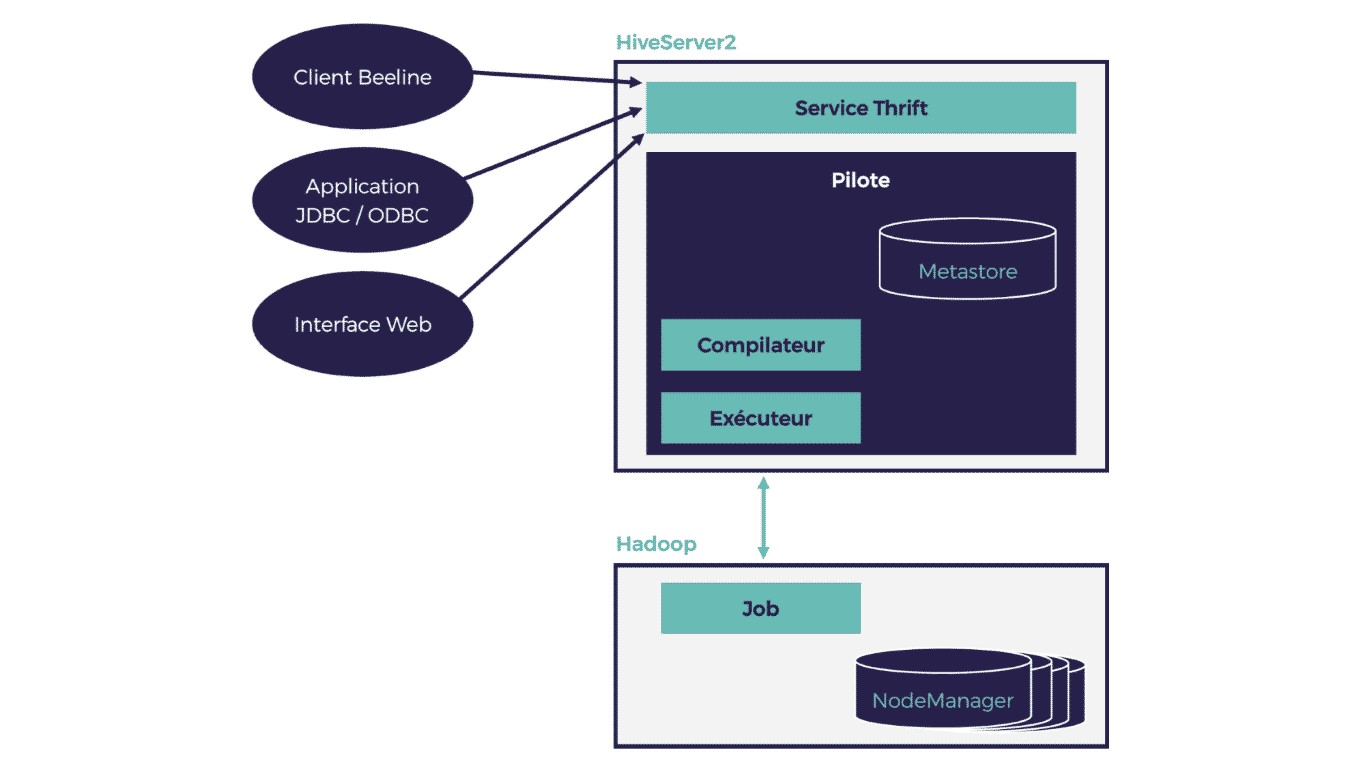 HiveServer2
Client Beeline
Service Thrift
Application
JDBC / ODBC
Pilote
Metastore
Interface Web
Compilateur
Exécuteur
Hadoop
Job
NodeManager